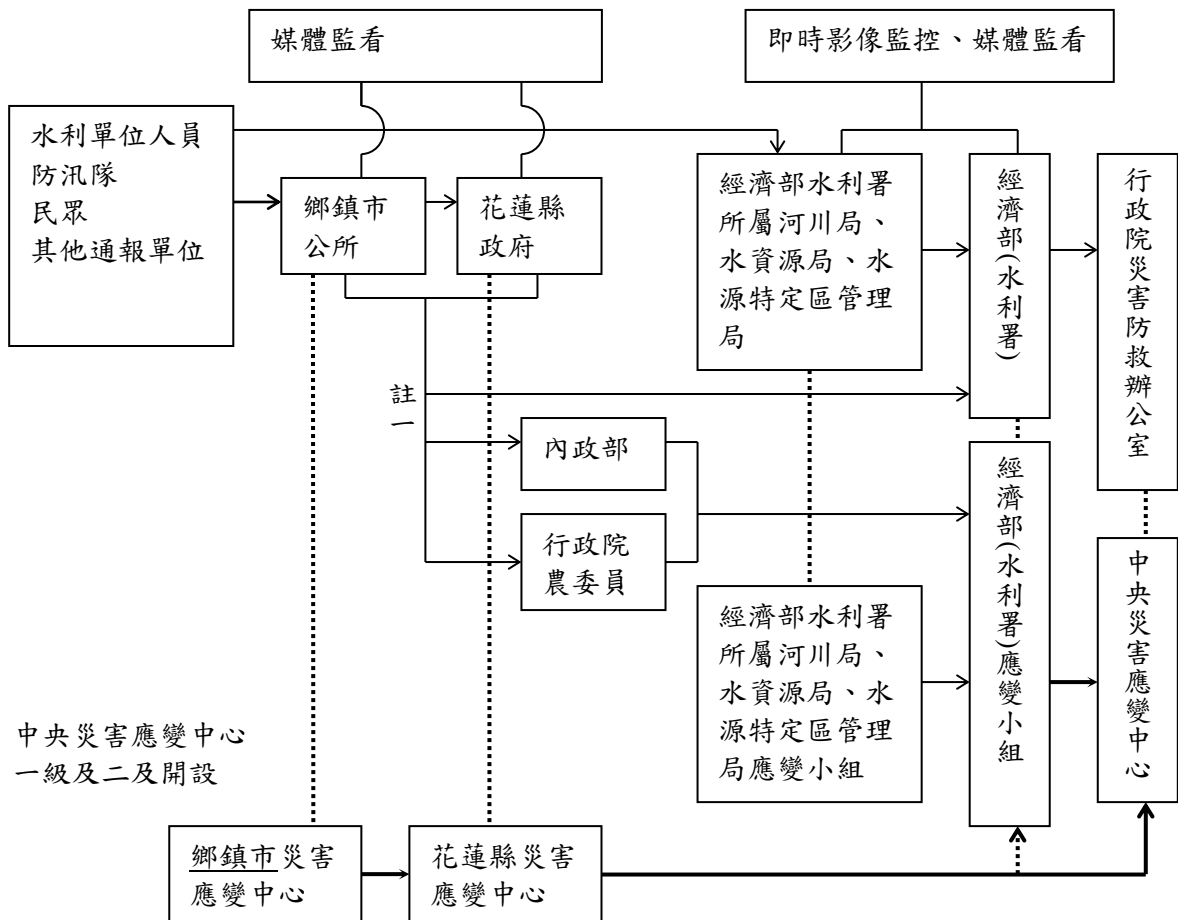 媒體監看
即時影像監控、媒體監看
水利單位人員
防汛隊
民眾
其他通報單位
鄉鎮市
公所
花蓮縣
政府
經濟部水利署
所屬河川局、
水資源局、水
源特定區管理
局
經濟部(水利署)
行政院災害防救辦公室
註一
內政部
行政院
農委員
經濟部水利署
所屬河川局、
水資源局、水
源特定區管理
局應變小組
經濟部(水利署)應變小組
中央災害應變中心
中央災害應變中心
一級及二及開設
鄉鎮市災害
應變中心
花蓮縣災害
應變中心